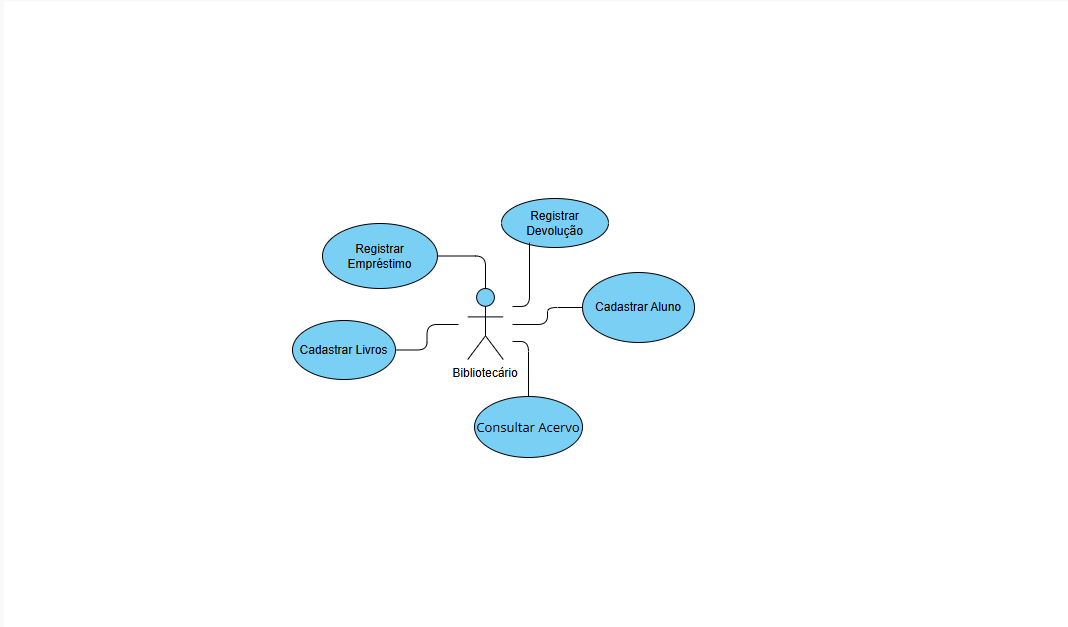 Registrar
Devolução
Registrar
Empréstimo
Cadastrar Aluno
Cadastrar Livros
Bibliotecário
Consultar Acervo